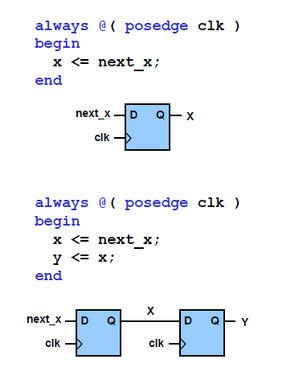 always @( posedge clk )
begin
x <= next_x;
end
next_x D Q X
clk
always @( posedge clk )
begin
x <= next_x;
y <= x;
end
X
next_x D Q D Q Y
clk clk